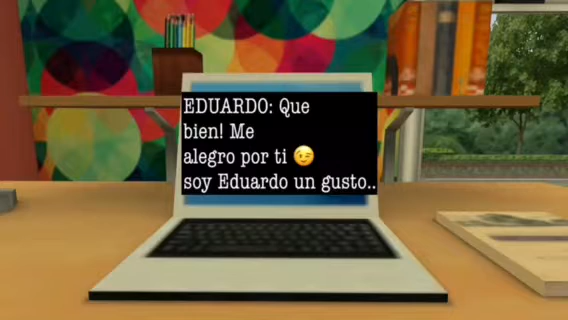 EDUARDO: Que
bien! Me
alegro por ti 😉
soy Eduardo un gusto..